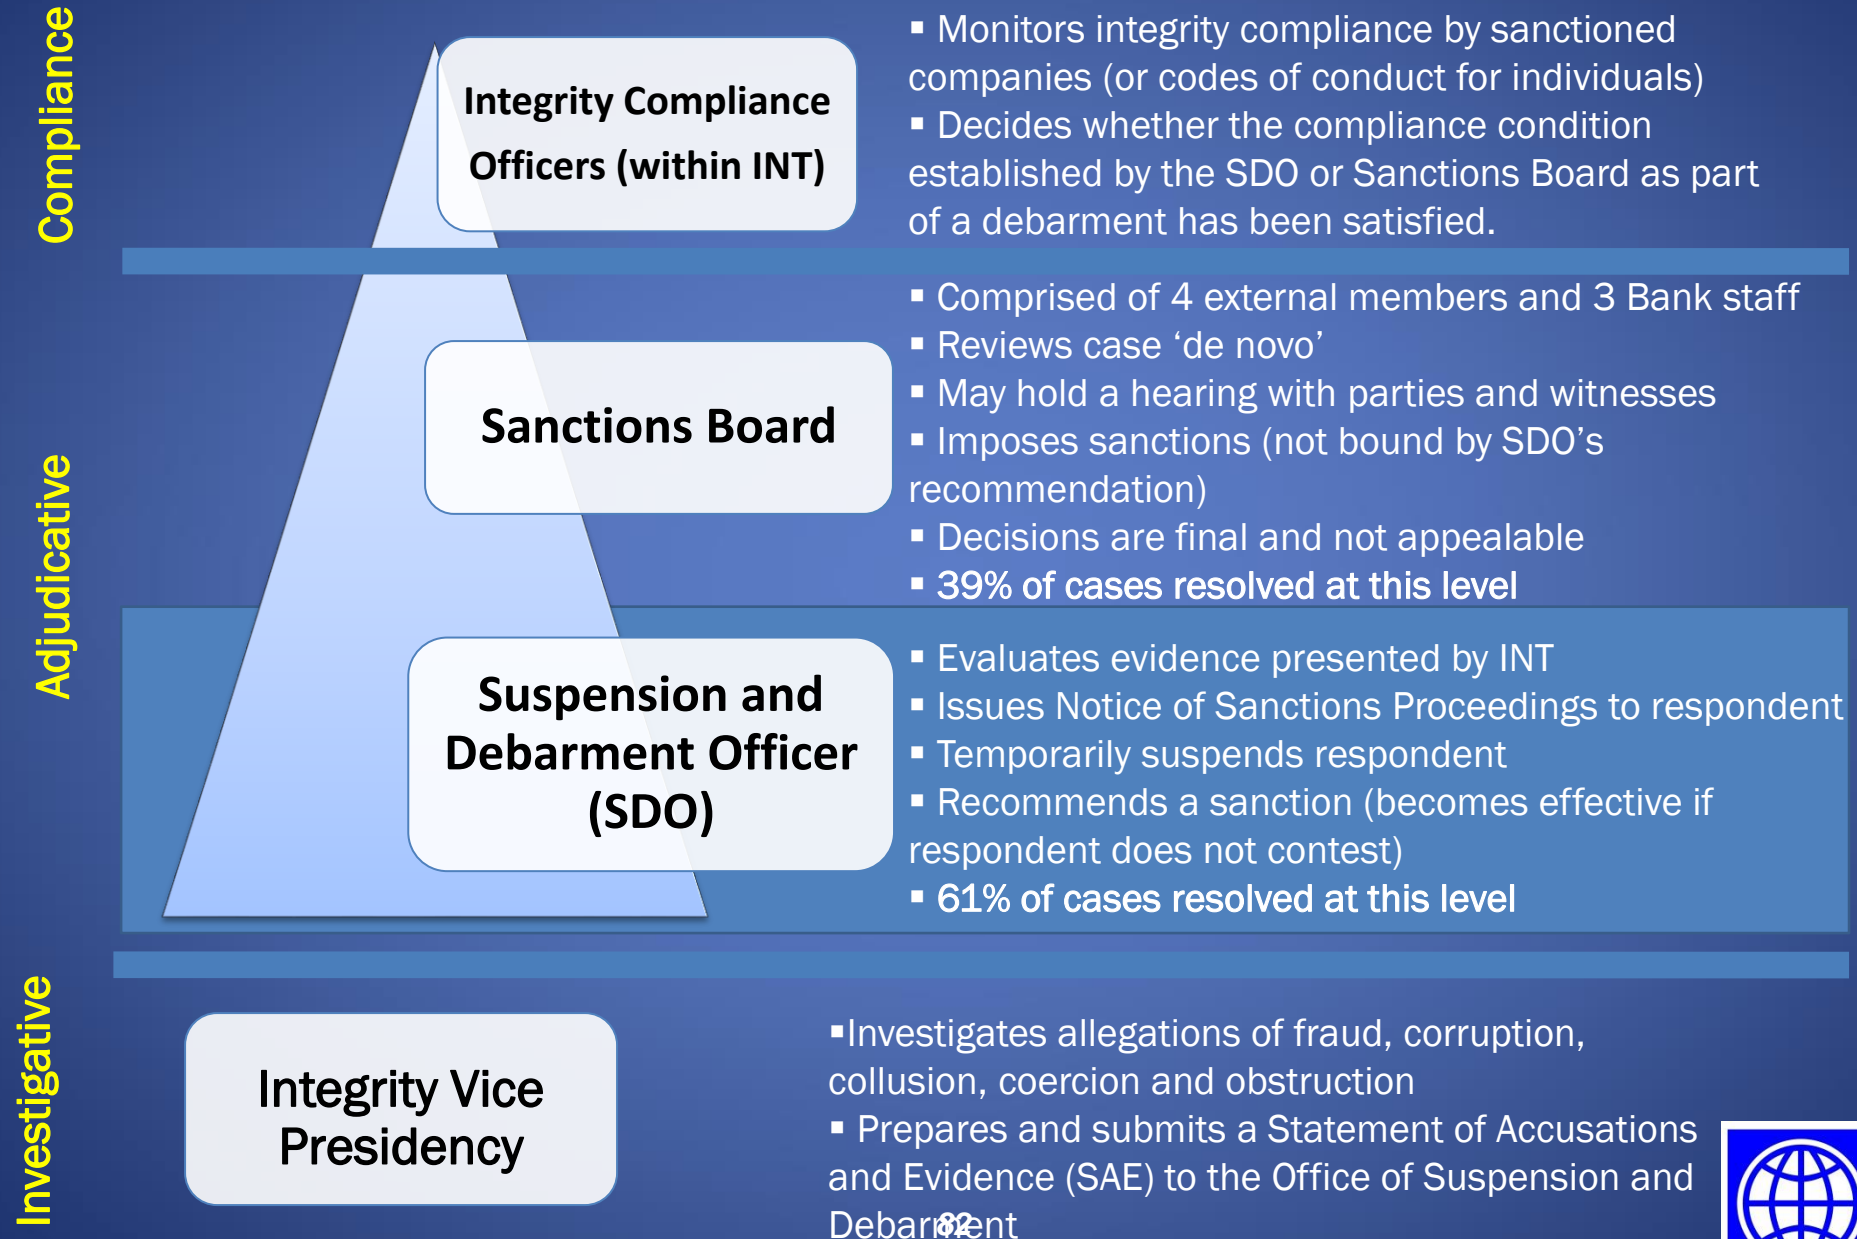 Compliance
Integrity Compliance
Officers (within INT)
▪ Monitors integrity compliance by sanctioned
companies (or codes of conduct for individuals)
▪ Decides whether the compliance condition
established by the SDO or Sanctions Board as part
of a debarment has been satisfied.
Adjudicative
Sanctions Board
▪ Comprised of 4 external members and 3 Bank staff
▪ Reviews case ‘de novo’
▪ May hold a hearing with parties and witnesses
▪ Imposes sanctions (not bound by SDO’s
recommendation)
▪ Decisions are final and not appealable
▪ 39% of cases resolved at this level
Suspension and
Debarment Officer
(SDO)
▪ Evaluates evidence presented by INT
▪ Issues Notice of Sanctions Proceedings to respondent
▪ Temporarily suspends respondent
▪ Recommends a sanction (becomes effective if
respondent does not contest)
▪ 61% of cases resolved at this level
Investigative
Integrity Vice
Presidency
▪Investigates allegations of fraud, corruption,
collusion, coercion and obstruction
▪ Prepares and submits a Statement of Accusations
and Evidence (SAE) to the Office of Suspension and
Debarment
82